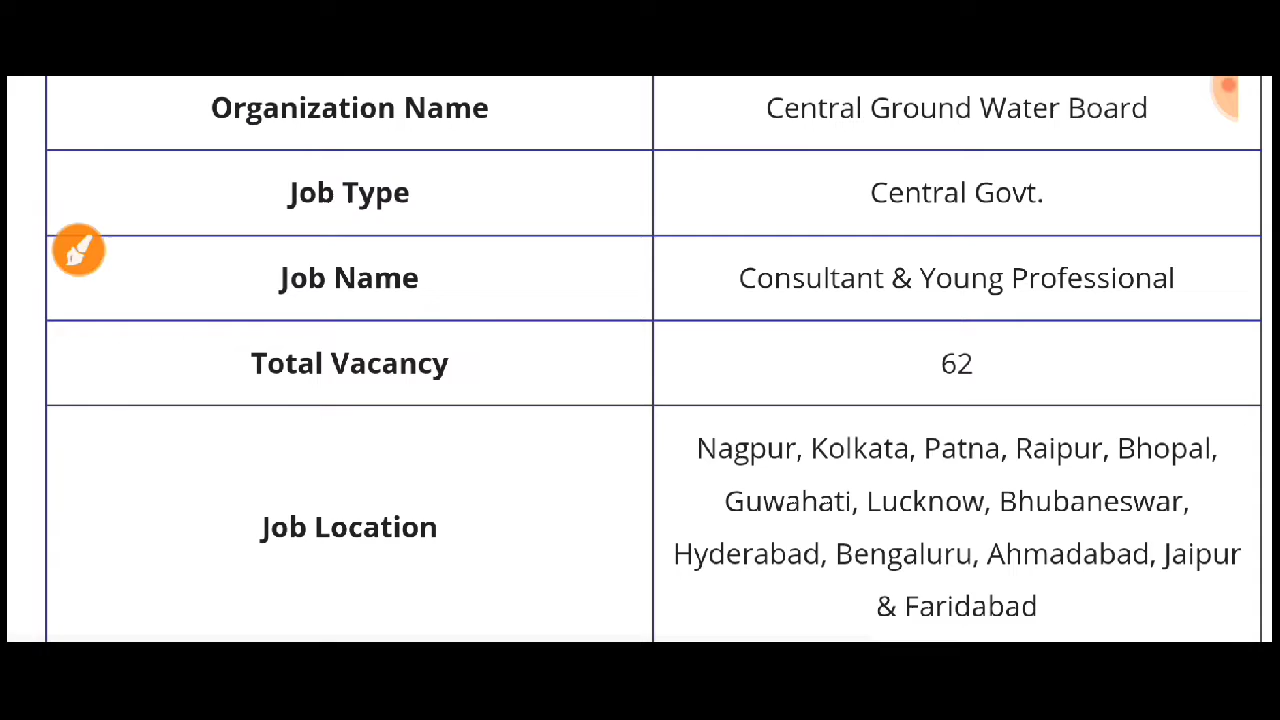 Organization Name
Central Ground Water Board
Job Type
Central Govt.
Job Name
Consultant & Young Professional
Total Vacancy
62
Job Location
Nagpur, Kolkata, Patna, Raipur, Bhopal,
Guwahati, Lucknow, Bhubaneswar,
Hyderabad, Bengaluru, Ahmadabad, Jaipur
& Faridabad